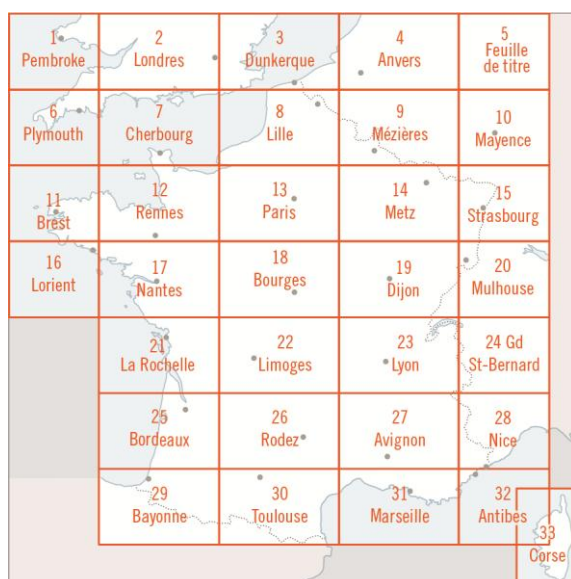 1
Pembroke
2
Londres
3
Dunkerque
4
Anvers
5
Feuille
de titre
6
Plymouth
7
Cherbourg
8
Lille
9
Mézières
10
Mayence
11
Brest
12
Rennes
13
Paris
14
Metz
15
Strasbourg
16
Lorient
17
Nantes
18
Bourges
19
Dijon
20
Mulhouse
21
La Rochelle
22
Limoges
23
Lyon
24 Gd
St-Bernard
25
Bordeaux
26
Rodez
27
Avignon
28
Nice
29
Bayonne
30
Toulouse
31
Marseille
32
Antibes
33
Corse